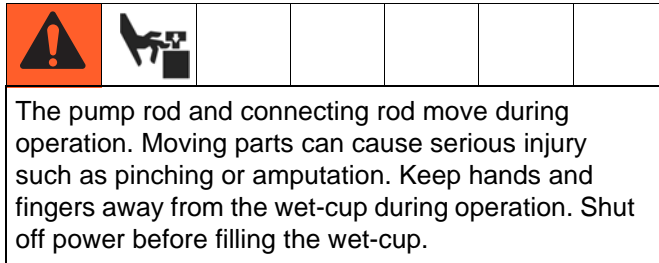 The pump rod and connecting rod move during
operation. Moving parts can cause serious injury
such as pinching or amputation. Keep hands and
fingers away from the wet-cup during operation. Shut
off power before filling the wet-cup.